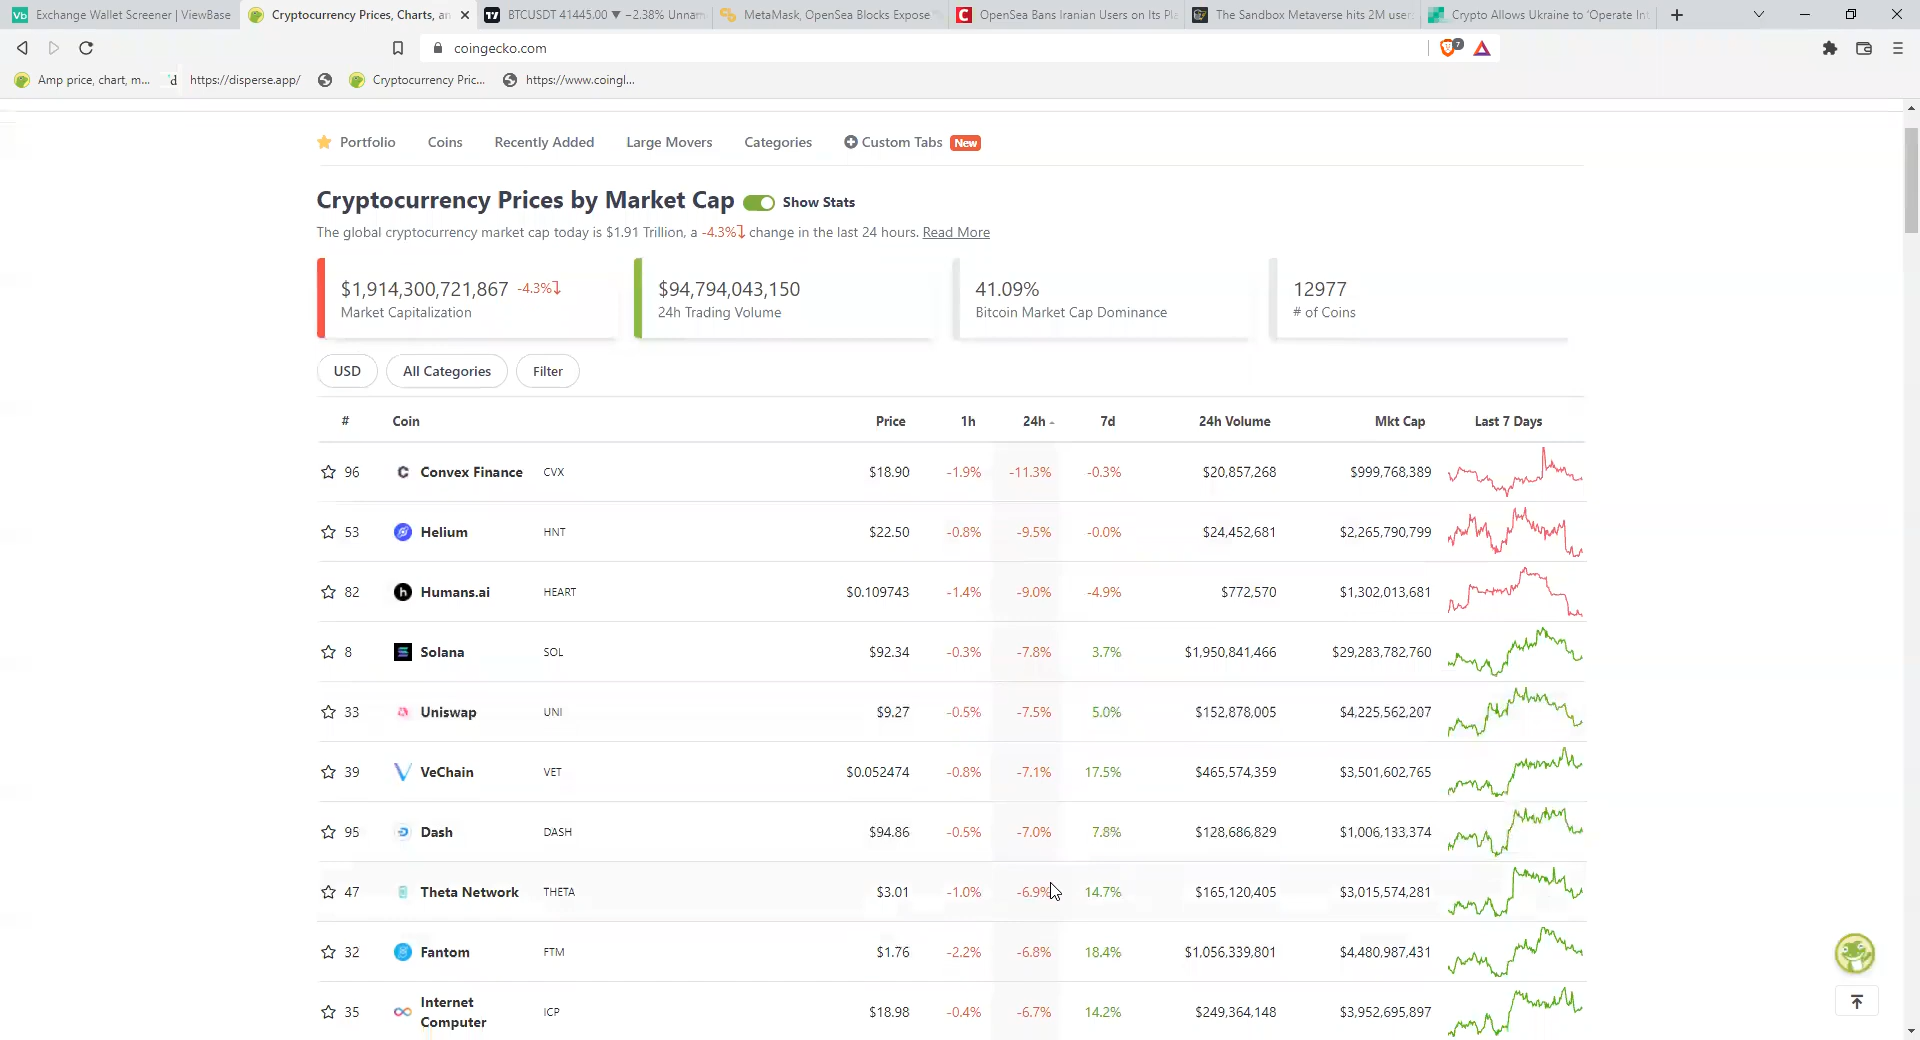 Exchange Wallet Screener | ViewBase
Cryptocurrency Prices, Charts, an
BTCUSDT 41445.00 ▼ −2.38% Unnam
MetaMask, OpenSea Blocks Expose
OpenSea Bans Iranian Users on Its Pl
The Sandbox Metaverse hits 2M user
Crypto Allows Ukraine to 'Operate Int
coingecko.com
7
Amp price, chart, m...
https://disperse.app/
Cryptocurrency Pric...
https://www.coingl...
Portfolio
Coins
Recently Added
Large Movers
Categories
Custom Tabs New
Cryptocurrency Prices by Market Cap Show Stats
The global cryptocurrency market cap today is $1.91 Trillion, a -4.3% change in the last 24 hours. Read More
$1,914,300,721,867 -4.3%
Market Capitalization
$94,794,043,150
24h Trading Volume
41.09%
Bitcoin Market Cap Dominance
12977
# of Coins
USD All Categories Filter
# Coin Price 1h 24h 7d 24h Volume Mkt Cap Last 7 Days
96 Convex Finance CVX $18.90 -1.9% -11.3% -0.3% $20,857,268 $999,768,389
53 Helium HNT $22.50 -0.8% -9.5% -0.0% $24,452,681 $2,265,790,799
82 Humans.ai HEART $0.109743 -1.4% -9.0% -4.9% $772,570 $1,302,013,681
8 Solana SOL $92.34 -0.3% -7.8% 3.7% $1,950,841,466 $29,283,782,760
33 Uniswap UNI $9.27 -0.5% -7.5% 5.0% $152,878,005 $4,225,562,207
39 VeChain VET $0.052474 -0.8% -7.1% 17.5% $465,574,359 $3,501,602,765
95 Dash DASH $94.86 -0.5% -7.0% 7.8% $128,686,829 $1,006,133,374
47 Theta Network THETA $3.01 -1.0% -6.9% 14.7% $165,120,405 $3,015,574,281
32 Fantom FTM $1.76 -2.2% -6.8% 18.4% $1,056,339,801 $4,480,987,431
35 Internet Computer ICP $18.98 -0.4% -6.7% 14.2% $249,364,148 $3,952,695,897